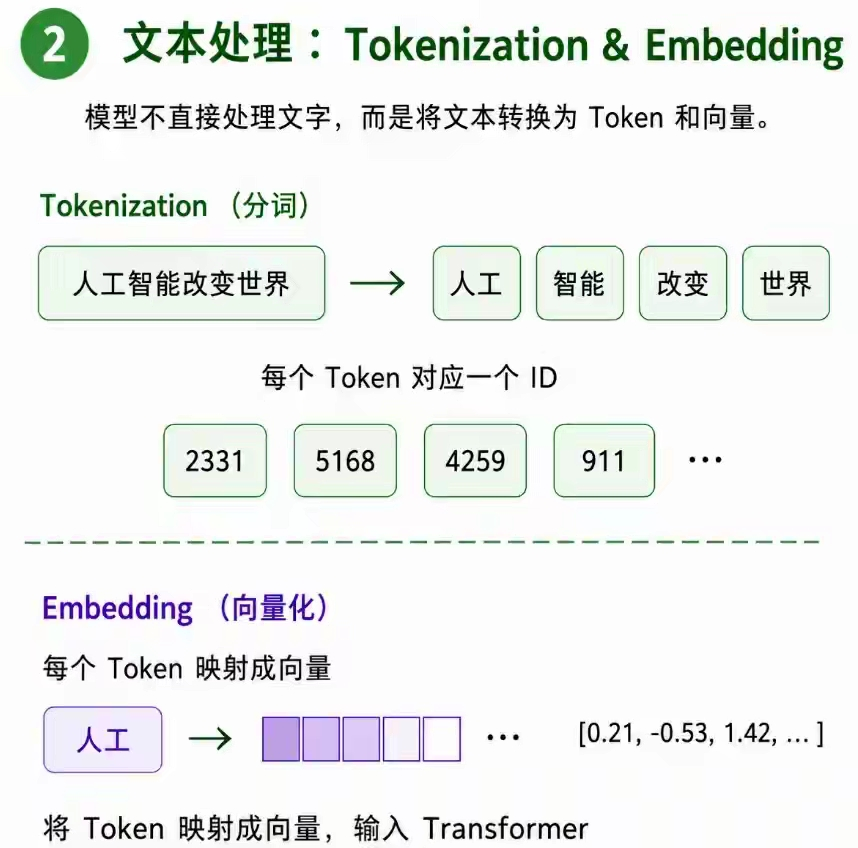 2 文本处理：Tokenization & Embedding
模型不直接处理文字，而是将文本转换为 Token 和向量。
Tokenization （分词）
人工智能改变世界 → 人工 智能 改变 世界
每个 Token 对应一个 ID
2331 5168 4259 911 ···
Embedding （向量化）
每个 Token 映射成向量
人工 → ··· [0.21, -0.53, 1.42, ... ]
将 Token 映射成向量，输入 Transformer